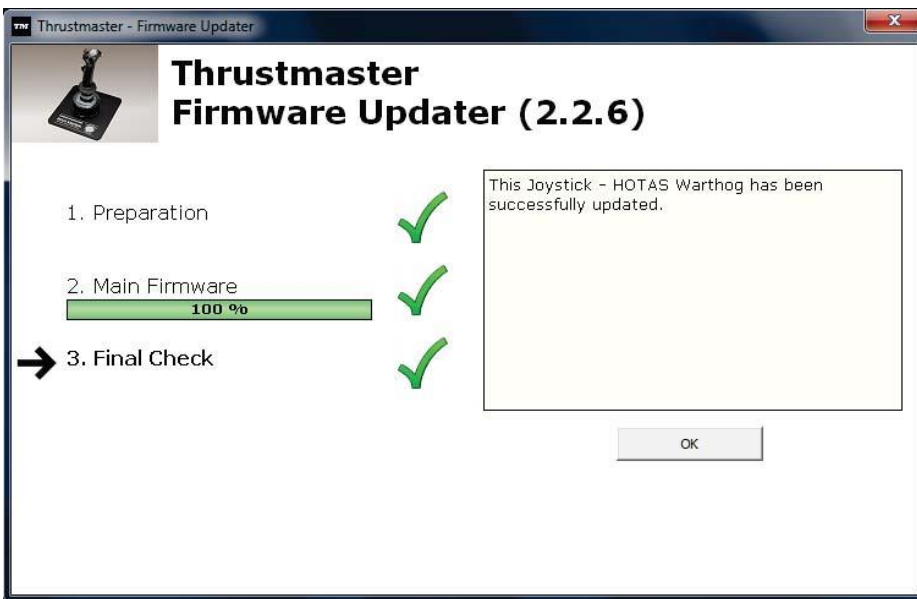 TM Thrustmaster - Firmware Updater
Thrustmaster
Firmware Updater (2.2.6)
1. Preparation
2. Main Firmware
100 %
3. Final Check
This Joystick - HOTAS Warthog has been
successfully updated.
OK